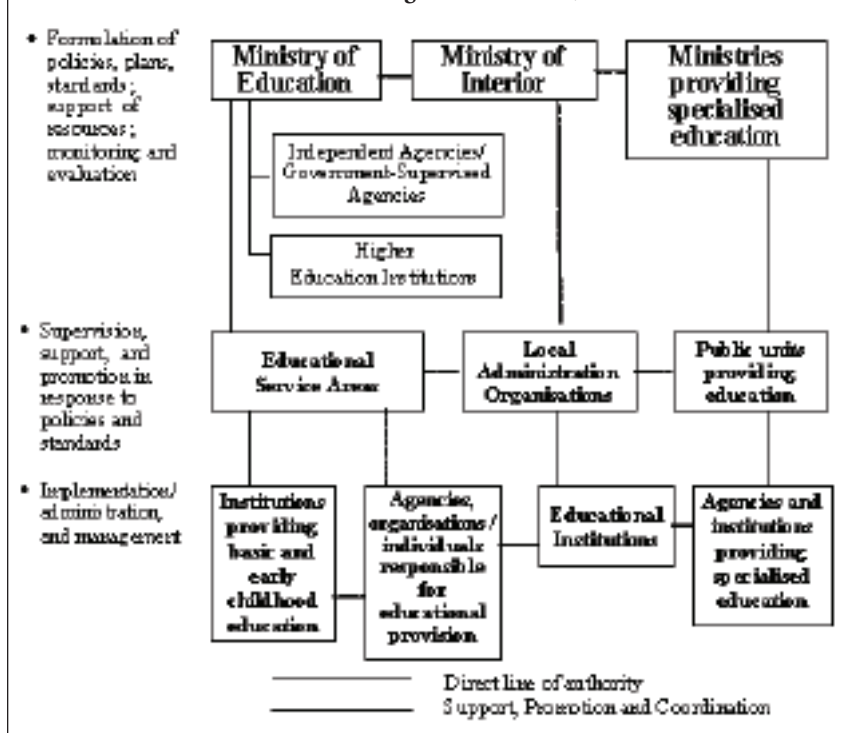 • Formulation of
policies, plans,
standards;
support of
resources;
monitoring and
evaluation
Ministry of
Education
Ministry of
Interior
Ministries
providing
specialised
education
Independent Agencies/
Government-Supervised
Agencies
Higher
Education Institutions
• Supervision,
support, and
promotion in
response to
policies and
standards
Educational
Service Areas
Local
Administration
Organisations
Public units
providing
education
• Implementation/
administration,
and management
Institutions
providing
basic and
early
childhood
education
Agencies,
organisations/
individuals
responsible
for
educational
provision
Educational
Institutions
Agencies and
institutions
providing
specialised
education
Direct line of authority
Support, Promotion and Coordination